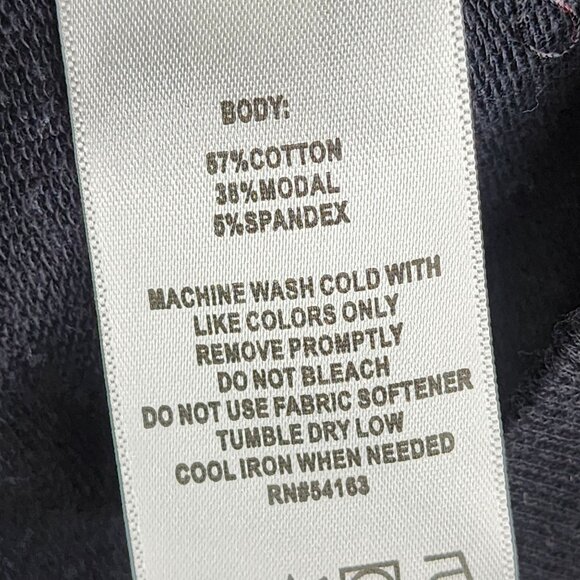 BODY:
57%COTTON
38%MODAL
5%SPANDEX
MACHINE WASH COLD WITH
LIKE COLORS ONLY
REMOVE PROMPTLY
DO NOT BLEACH
DO NOT USE FABRIC SOFTENER
TUMBLE DRY LOW
COOL IRON WHEN NEEDED
RN#54163